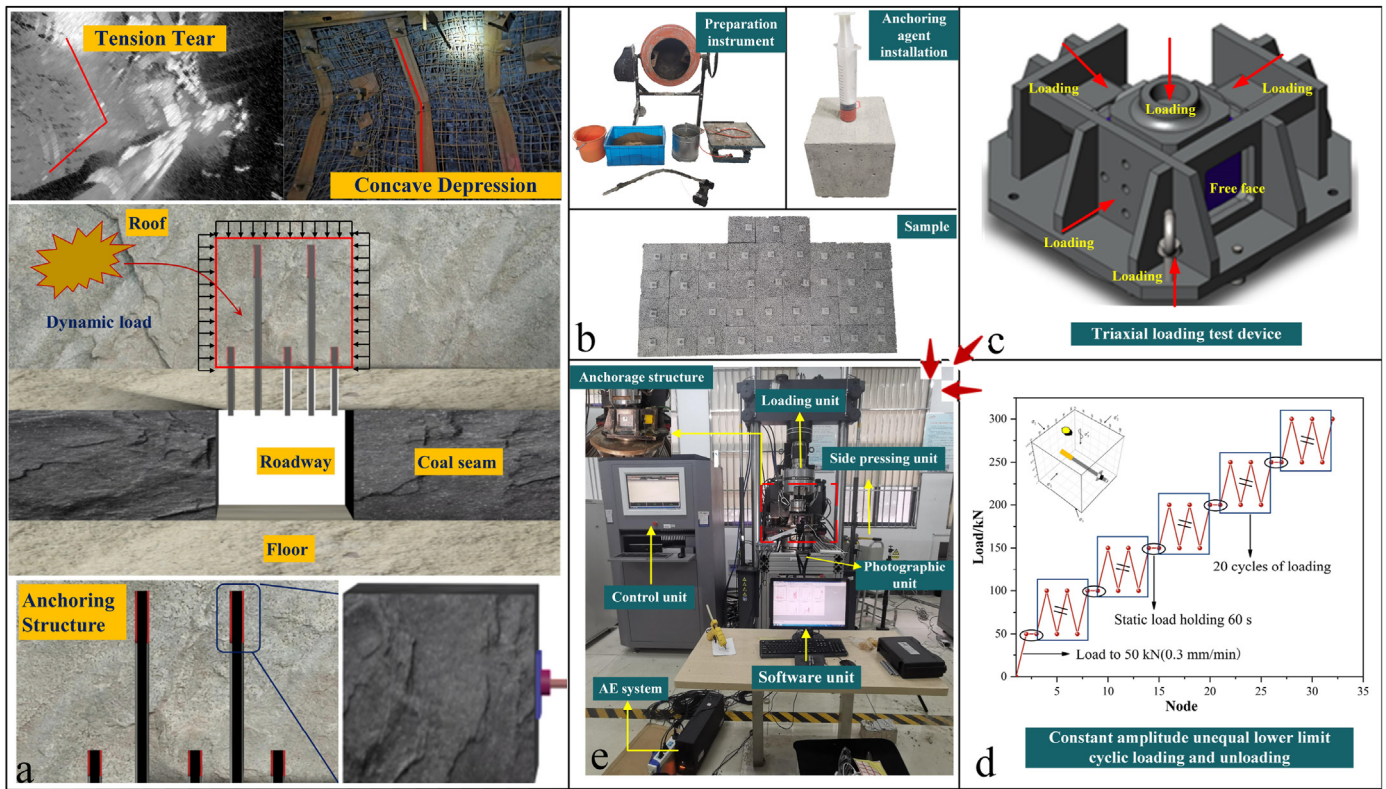 Tension Tear
Concave Depression
Roof
Dynamic load
Roadway
Coal seam
Floor
Anchoring
Structure
a
Preparation
instrument
Anchoring
agent
installation
Sample
b
Loading
Loading
Loading
Free face
Loading
Loading
Triaxial loading test device
c
Anchorage structure
Loading unit
Side pressing unit
Photographic
unit
Control unit
Software unit
AE system
e
Load/kN
300
250
200
150
100
50
0
20 cycles of loading
Static load holding 60 s
Load to 50 kN(0.3 mm/min)
5
10
15
20
25
30
35
Node
Constant amplitude unequal lower limit
cyclic loading and unloading
d